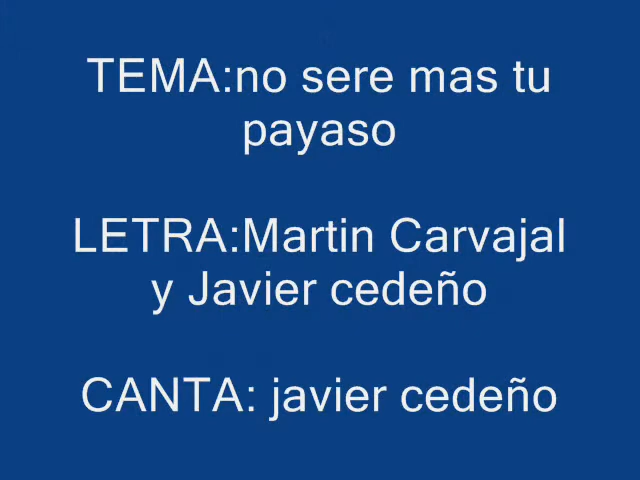 TEMA:no sere mas tu
payaso
LETRA:Martin Carvajal
y Javier cedeño
CANTA: javier cedeño